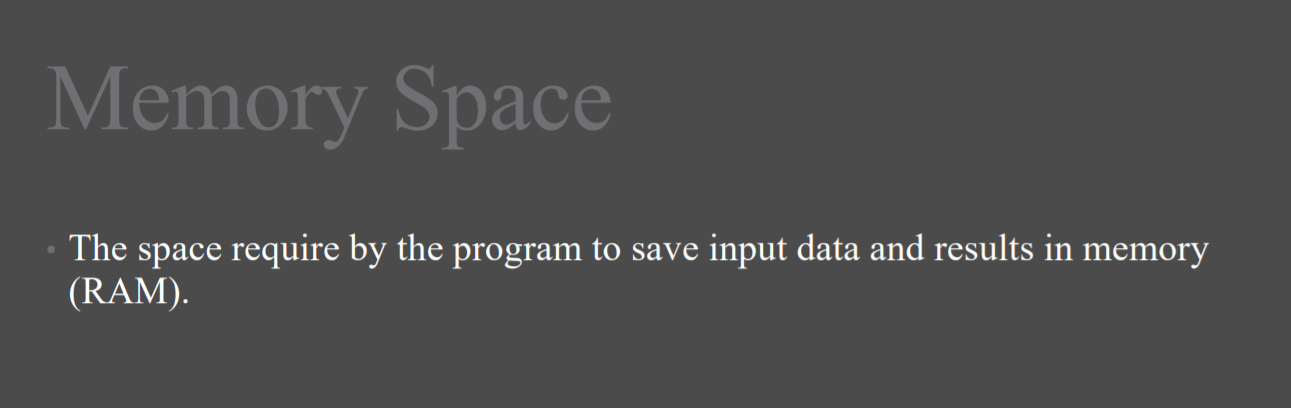 Memory Space
• The space require by the program to save input data and results in memory
(RAM).